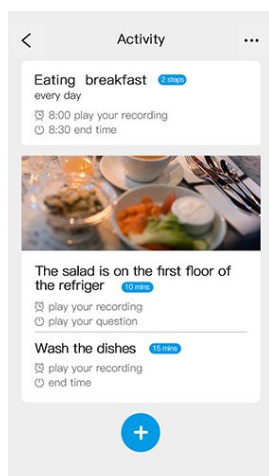 Activity
Eating breakfast 2 steps
every day
8:00 play your recording
8:30 end time
The salad is on the first floor of
the refriger 10 mins
play your recording
play your question
Wash the dishes 15 mins
play your recording
end time